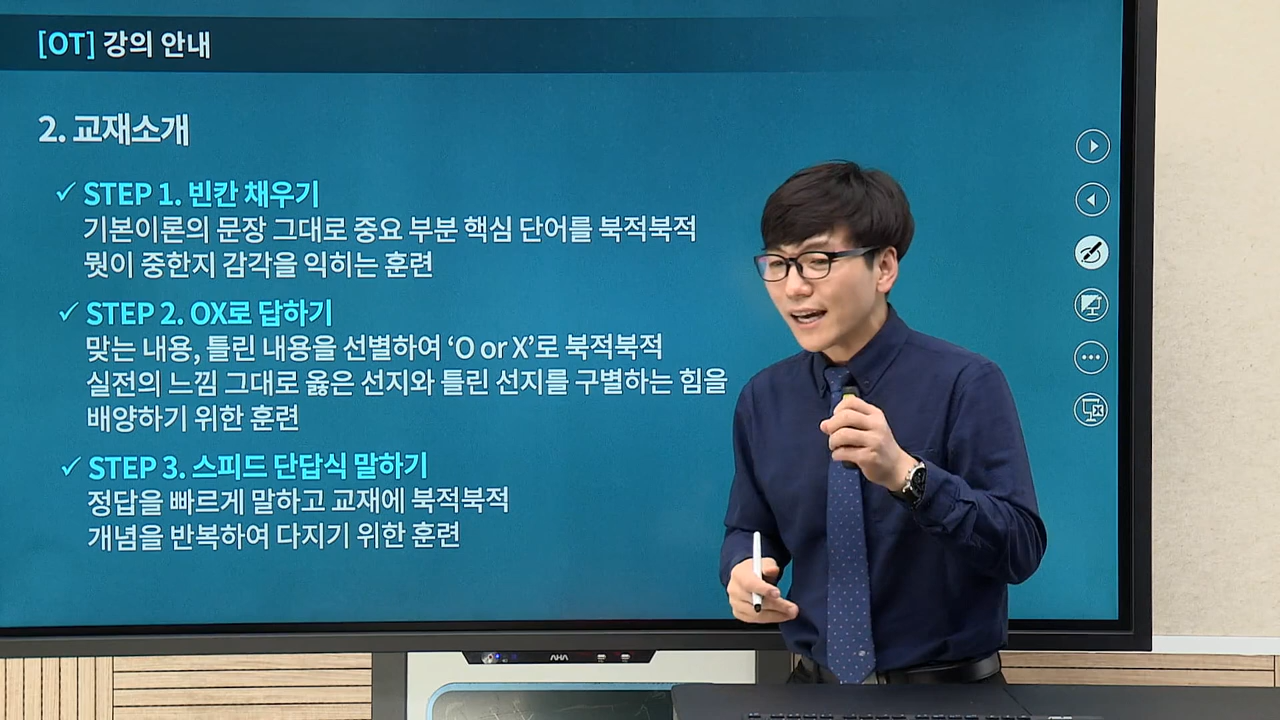 [OT] 강의 안내
2. 교재소개
✓ STEP 1. 빈칸 채우기
기본이론의 문장 그대로 중요 부분 핵심 단어를 북적북적
뭣이 중한지 감각을 익히는 훈련
✓ STEP 2. OX로 답하기
맞는 내용, 틀린 내용을 선별하여 ‘O or X’로 북적북적
실전의 느낌 그대로 옳은 선지와 틀린 선지를 구별하는 힘을
배양하기 위한 훈련
✓ STEP 3. 스피드 단답식 말하기
정답을 빠르게 말하고 교재에 북적북적
개념을 반복하여 다지기 위한 훈련
AHA